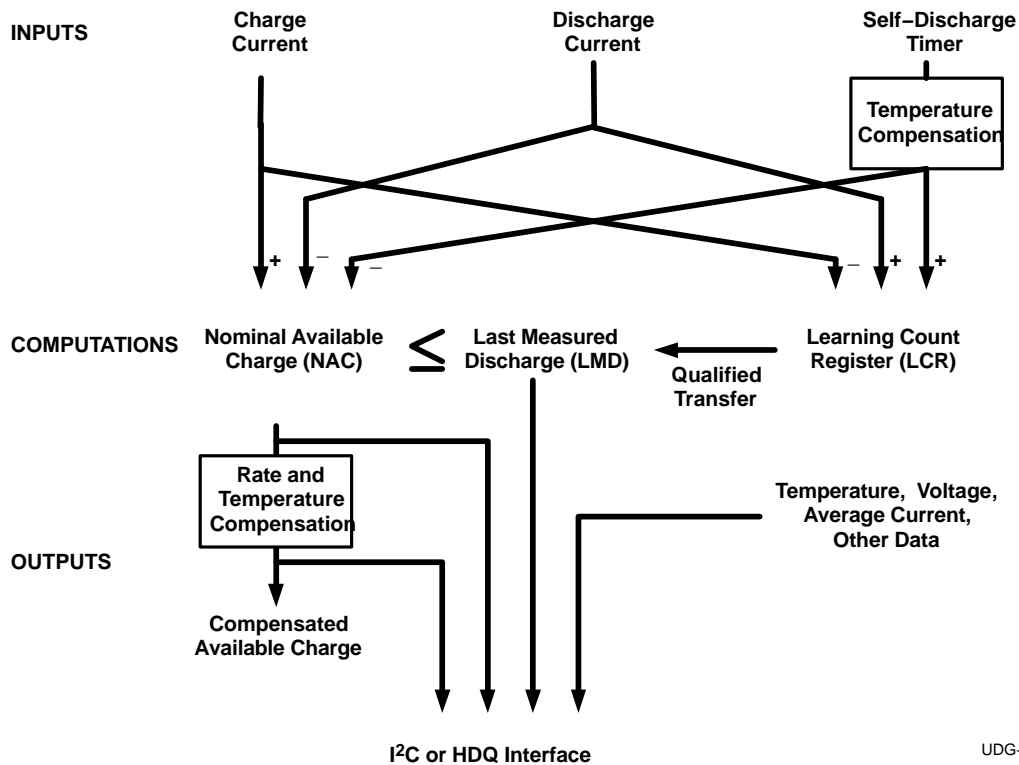 INPUTS
Charge
Current
Discharge
Current
Self−Discharge
Timer
Temperature
Compensation
+ − − − + +
COMPUTATIONS
Nominal Available
Charge (NAC)
≤
Last Measured
Discharge (LMD)
Qualified
Transfer
Learning Count
Register (LCR)
Rate and
Temperature
Compensation
Temperature, Voltage,
Average Current,
Other Data
OUTPUTS
Compensated
Available Charge
I²C or HDQ Interface
UDG-